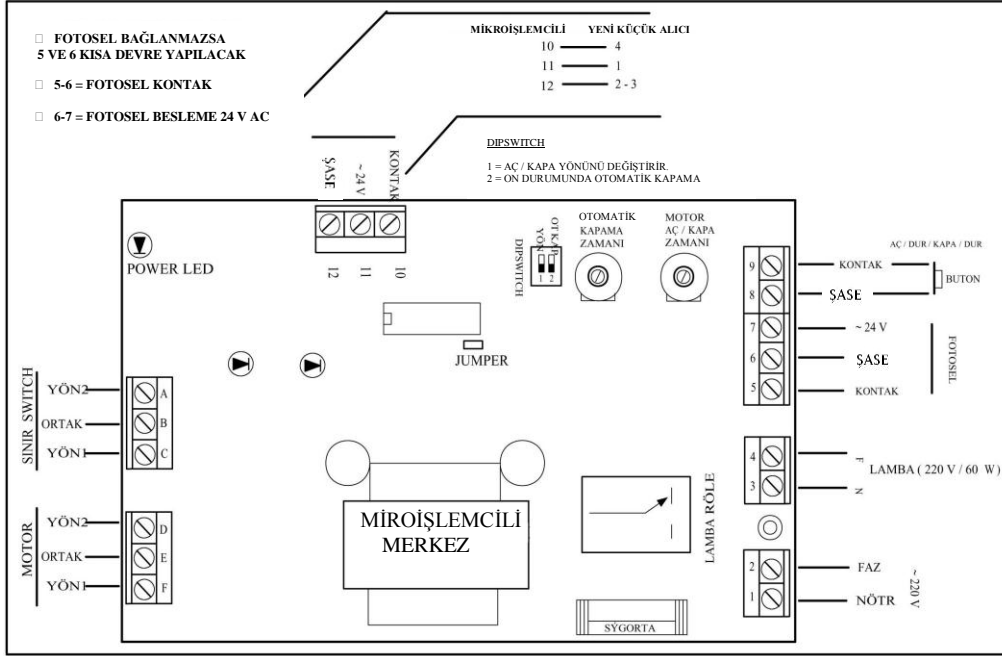 □ FOTOSEL BAĞLANMAZSA
5 VE 6 KISA DEVRE YAPILACAK
□ 5-6 = FOTOSEL KONTAK
□ 6-7 = FOTOSEL BESLEME 24 V AC
MİKROİŞLEMCİLİ YENİ KÜÇÜK ALICI
10 4
11 1
12 2 - 3
DIPSWITCH
1 = AÇ / KAPA YÖNÜNÜ DEĞİŞTİRİR.
2 = ON DURUMUNDA OTOMATİK KAPAMA
ŞASE
~ 24 V
KONTAK
12
11
10
POWER LED
DIPSWITCH
YÖN
OT KAP
1 2
OTOMATİK
KAPAMA
ZAMANI
MOTOR
AÇ / KAPA
ZAMANI
JUMPER
AÇ / DUR / KAPA / DUR
9 KONTAK
BUTON
8 ŞASE
7 ~ 24 V
6 ŞASE
5 KONTAK
FOTOSEL
SINIR SWITCH
YÖN2 A
ORTAK B
YÖN1 C
MOTOR
YÖN2 D
ORTAK E
YÖN1 F
MİROİŞLEMCİLİ
MERKEZ
LAMBA RÖLE
4 F
LAMBA ( 220 V / 60 W )
3 N
2 FAZ
1 NÖTR
~ 220 V
SÝGORTA